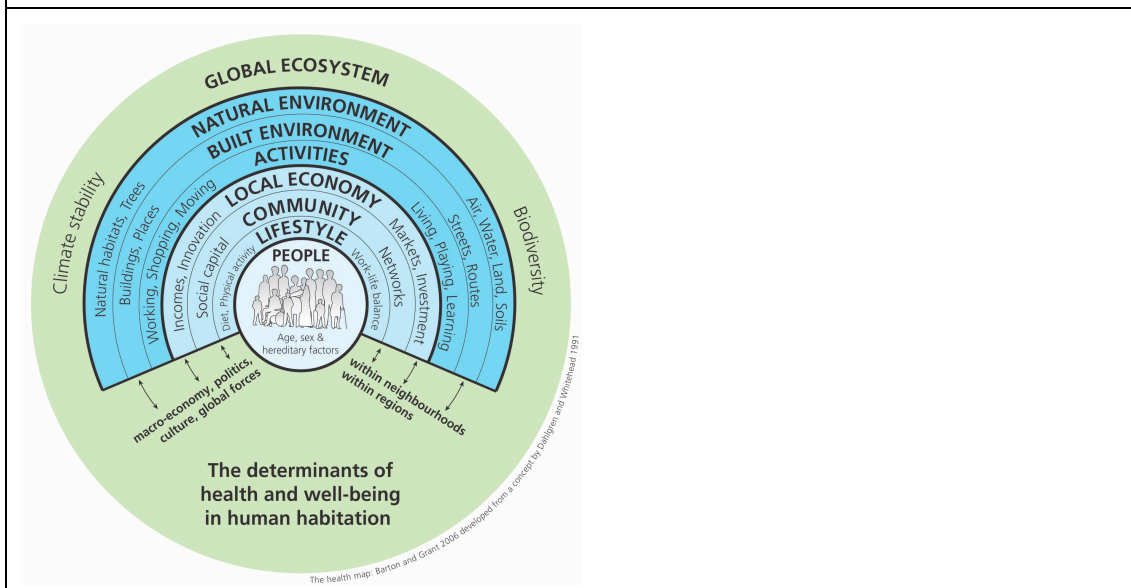 GLOBAL ECOSYSTEM
NATURAL ENVIRONMENT
BUILT ENVIRONMENT
ACTIVITIES
LOCAL ECONOMY
COMMUNITY
LIFESTYLE
PEOPLE
Age, sex &
hereditary factors
Climate stability
Natural habitats, Trees
Buildings, Places
Working, Shopping, Moving
Incomes, Innovation
Social capital
Diet, Physical activity
Work-life balance
Networks
Markets, Investment
Living, Playing, Learning
Streets, Routes
Air, Water, Land, Soils
Biodiversity
macro-economy, politics,
culture, global forces
within neighbourhoods
within regions
The determinants of
health and well-being
in human habitation
The health map: Barton and Grant 2006 developed from a concept by Dahlgren and Whitehead 1991